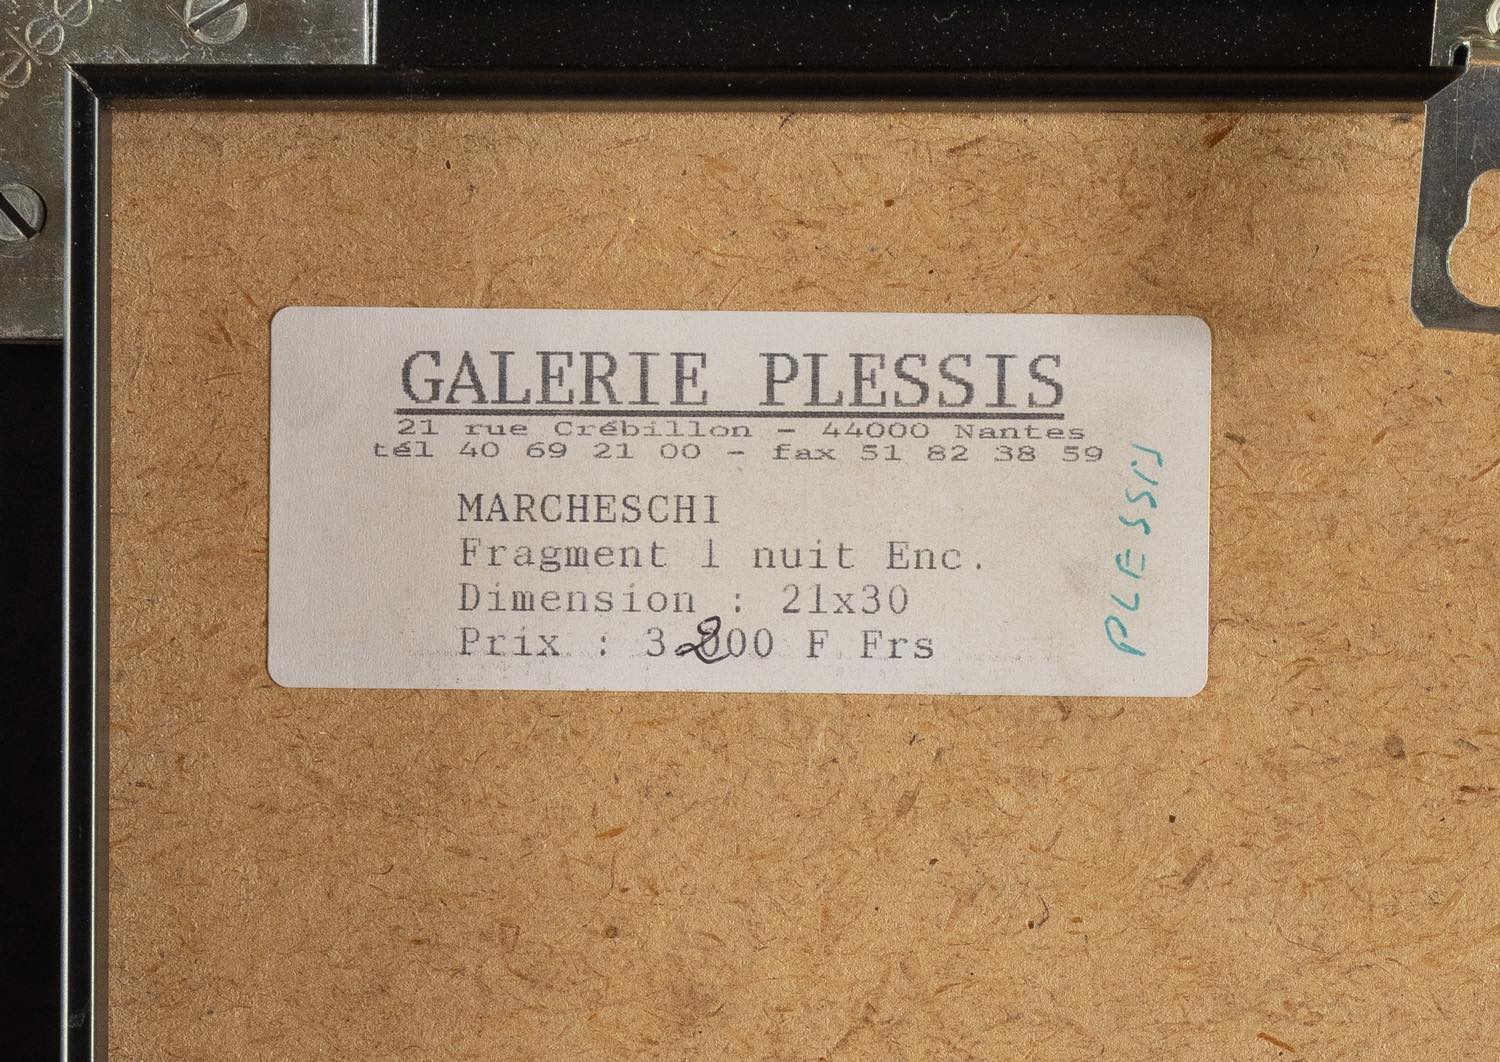 GALERIE PLESSIS
21 rue Crébillon - 44000 Nantes
tél 40 69 21 00 - fax 51 82 38 59
MARCHESCHI
Fragment 1 nuit Enc.
Dimension : 21x30
Prix : 3 200 F Frs
PLESSIS